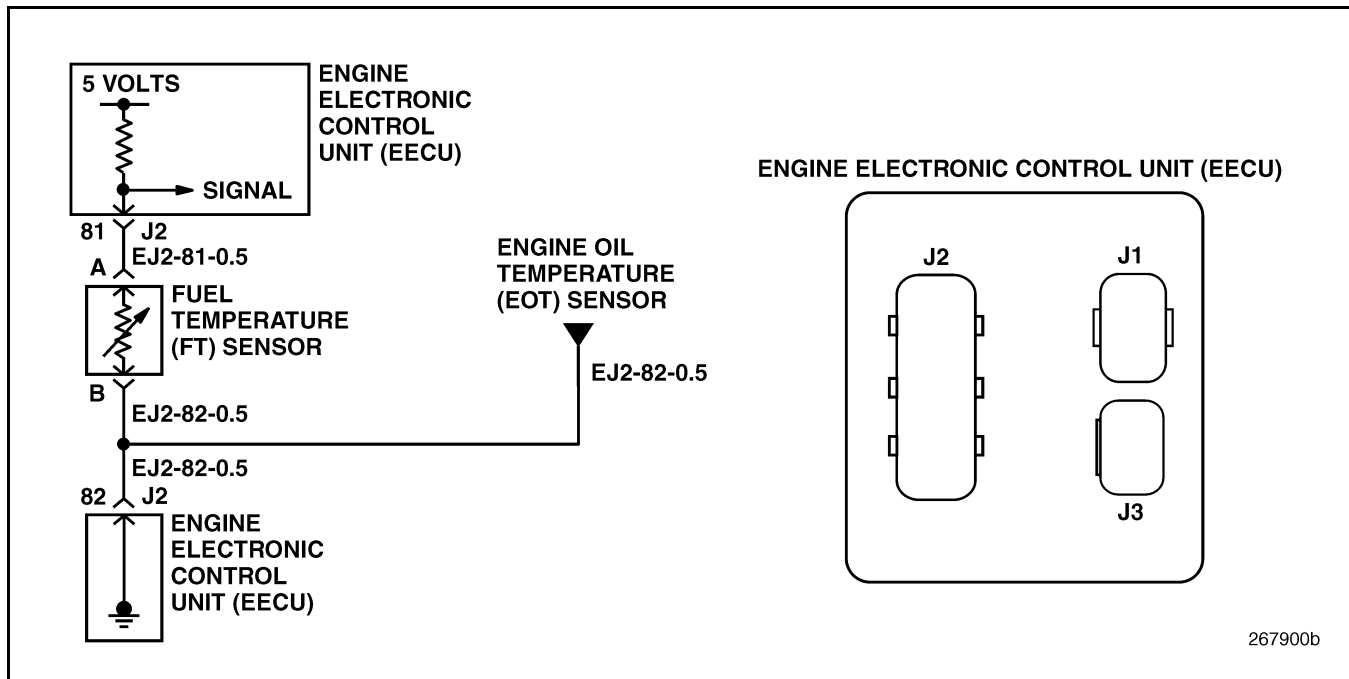 5 VOLTS
SIGNAL
ENGINE
ELECTRONIC
CONTROL
UNIT (EECU)
81
J2
EJ2-81-0.5
A
FUEL
TEMPERATURE
(FT) SENSOR
B
EJ2-82-0.5
ENGINE OIL
TEMPERATURE
(EOT) SENSOR
EJ2-82-0.5
EJ2-82-0.5
82
J2
ENGINE
ELECTRONIC
CONTROL
UNIT (EECU)
ENGINE ELECTRONIC CONTROL UNIT (EECU)
J2
J1
J3
267900b